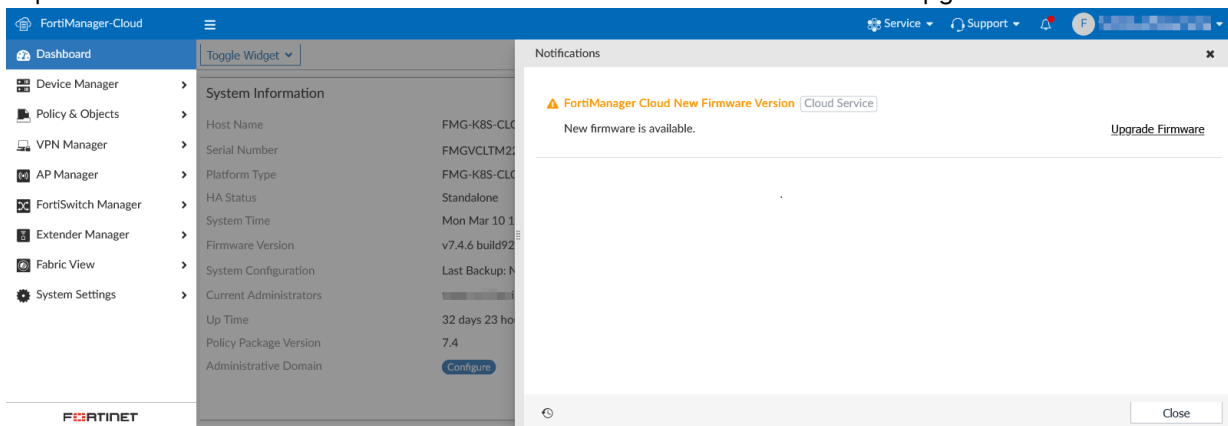 FortiManager-Cloud
Service
Support
F
Dashboard
Toggle Widget
Notifications
Device Manager
Policy & Objects
VPN Manager
AP Manager
FortiSwitch Manager
Extender Manager
Fabric View
System Settings
System Information
Host Name FMG-K8S-CLO
Serial Number FMGVCLTM22
Platform Type FMG-K8S-CLO
HA Status Standalone
System Time Mon Mar 10 1
Firmware Version v7.4.6 build92
System Configuration Last Backup: N
Current Administrators
Up Time 32 days 23 ho
Policy Package Version 7.4
Administrative Domain Configure
FortiManager Cloud New Firmware Version Cloud Service
New firmware is available. Upgrade Firmware
FORTINET
Close